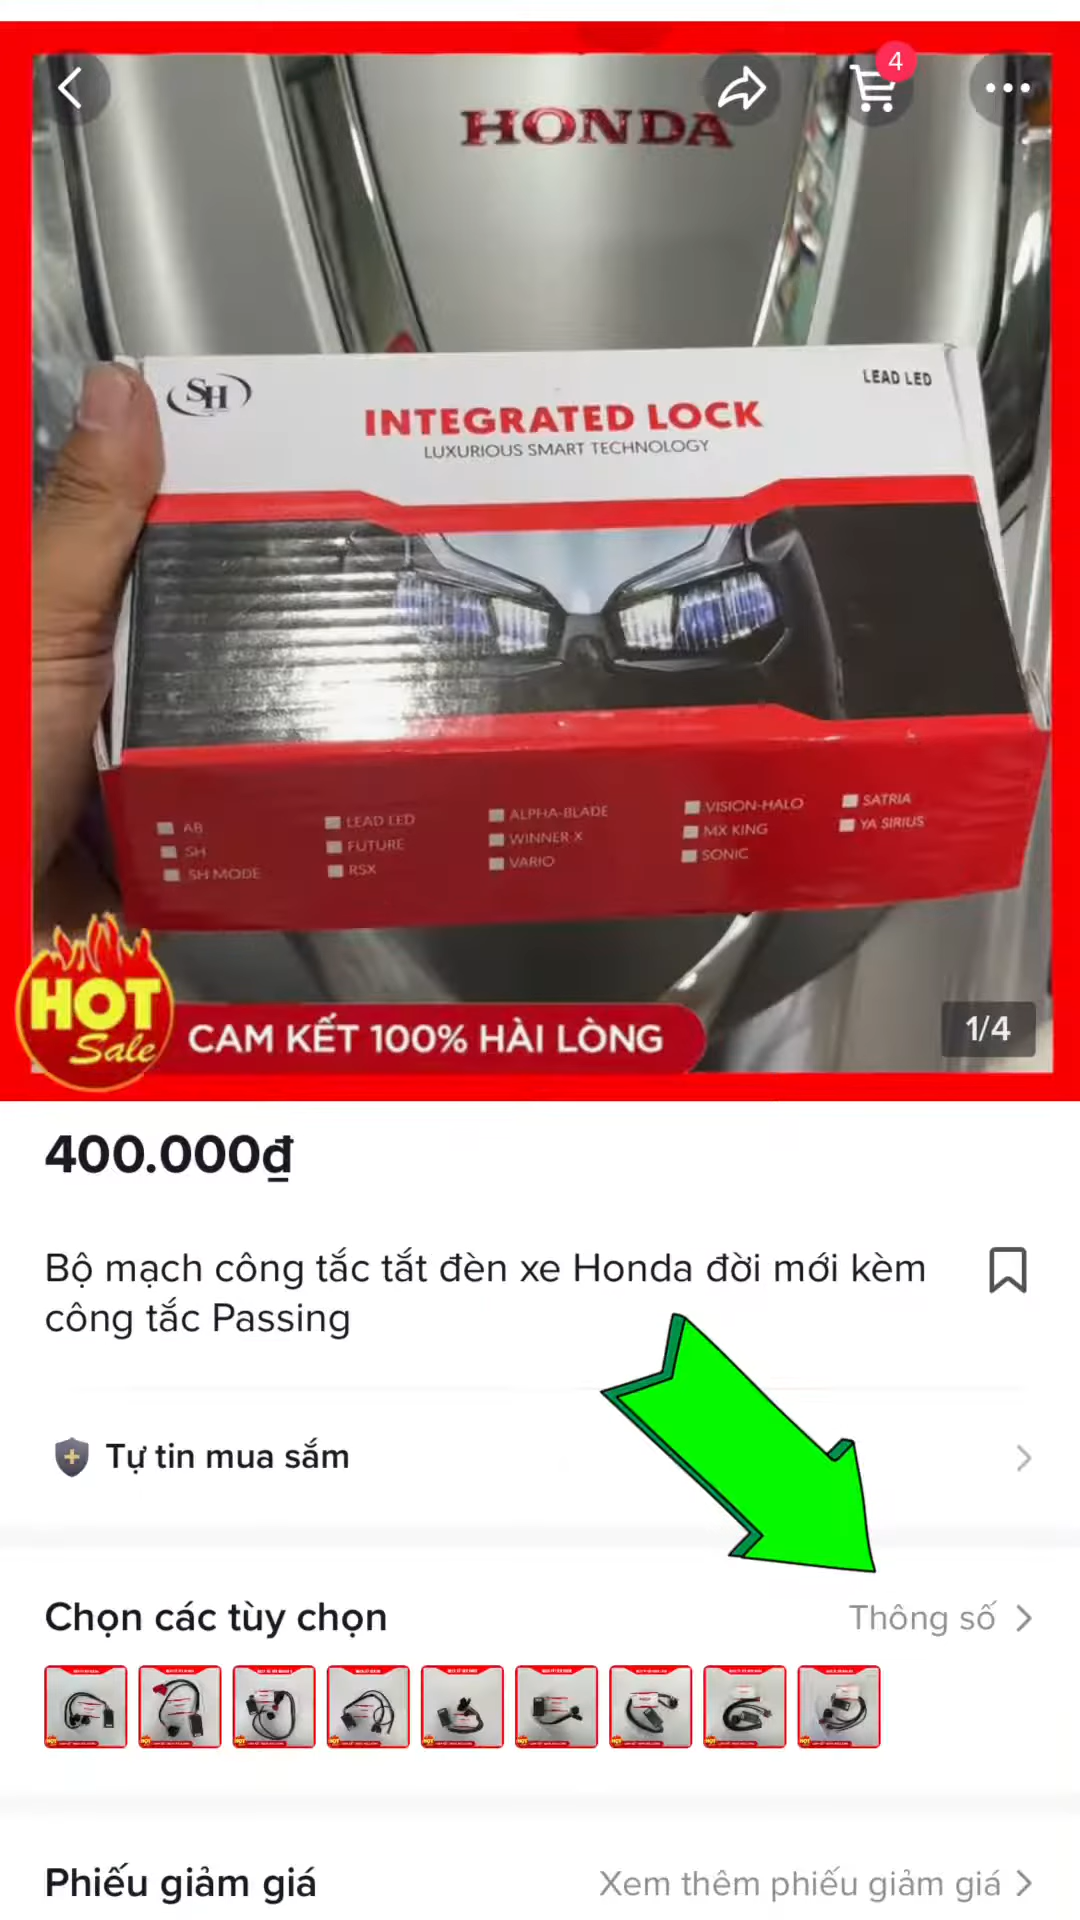 4
HONDA
SH
LEAD LED
INTEGRATED LOCK
LUXURIOUS SMART TECHNOLOGY
AB
SH
SH MODE
LEAD LED
FUTURE
RSX
ALPHA-BLADE
WINNER-X
VARIO
VISION-HALO
MX KING
SONIC
SATRIA
YA SIRIUS
HOT
Sale
CAM KẾT 100% HÀI LÒNG
1/4
400.000₫
Bộ mạch công tắc tắt đèn xe Honda đời mới kèm
công tắc Passing
Tự tin mua sắm
Chọn các tùy chọn
Thông số
Phiếu giảm giá
Xem thêm phiếu giảm giá